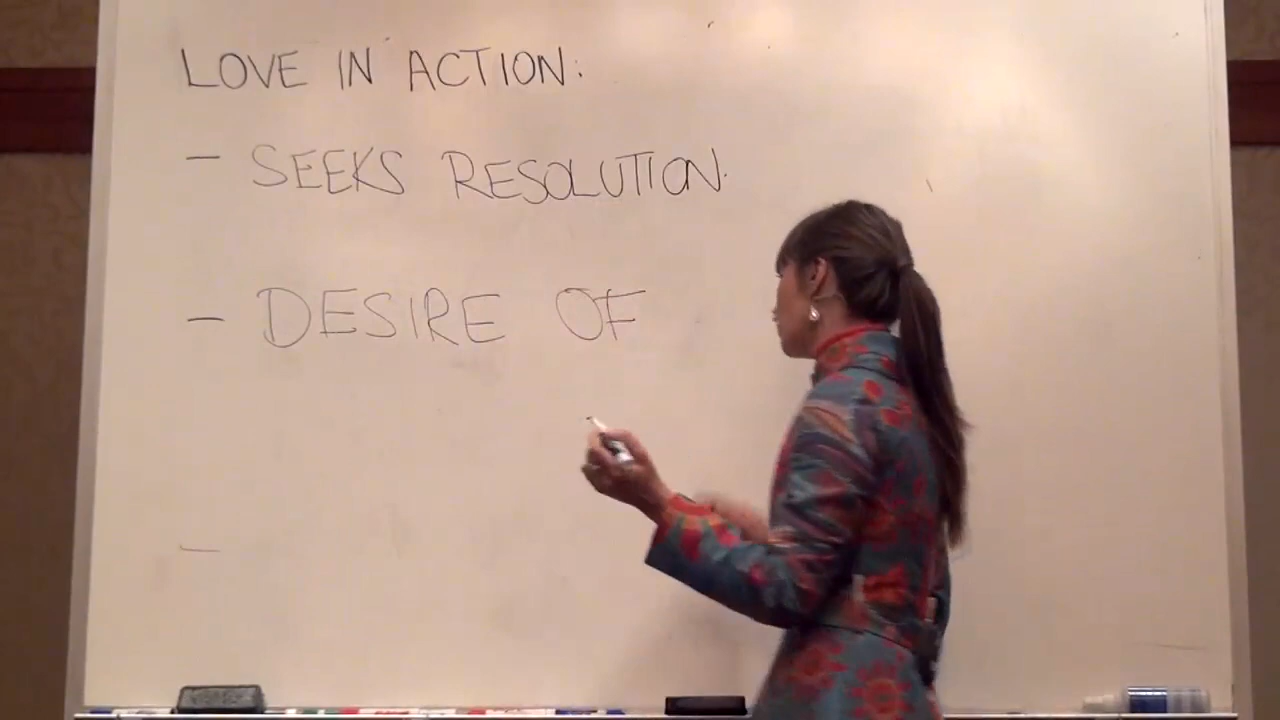 LOVE IN ACTION:
- SEEKS RESOLUTION.
- DESIRE OF
-